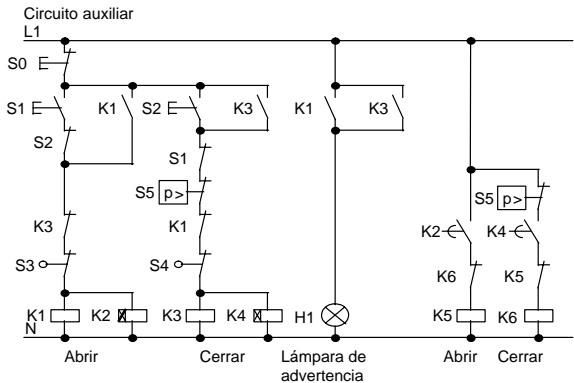 Circuito auxiliar
L1
S0
S1 K1 S2 K3 K1 K3
S2
S1
S5 p> S5 p>
K3 K1 K2 K4
S3 S4 K6 K5
K1 K2 K3 K4 H1 K5 K6
N
Abrir Cerrar Lámpara de advertencia Abrir Cerrar